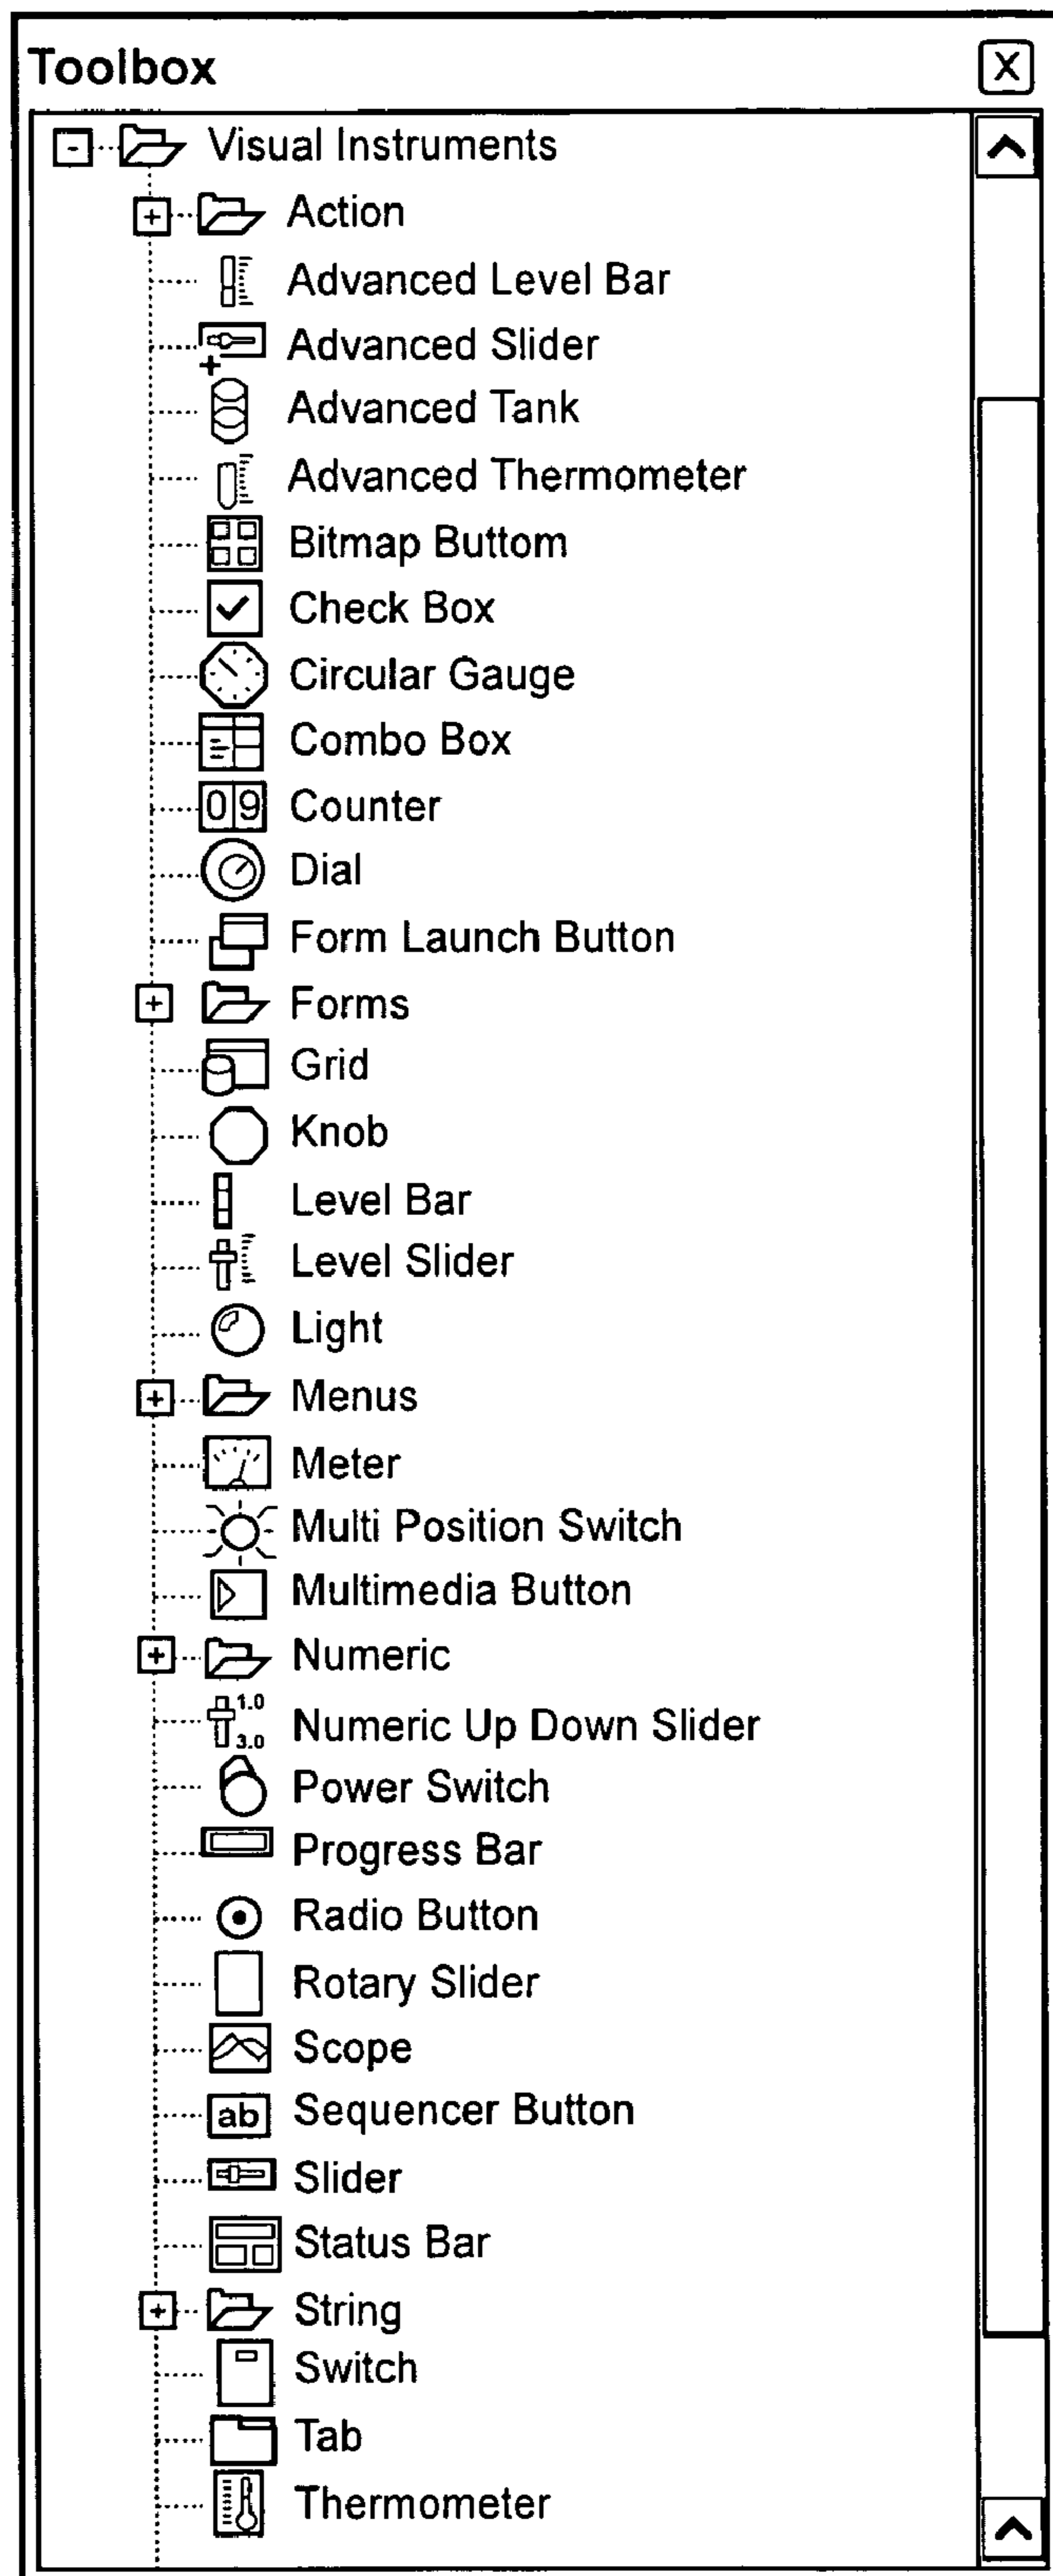 Toolbox X
- Visual Instruments
+ Action
Advanced Level Bar
+ Advanced Slider
Advanced Tank
Advanced Thermometer
Bitmap Buttom
Check Box
Circular Gauge
Combo Box
09 Counter
Dial
Form Launch Button
+ Forms
Grid
Knob
Level Bar
Level Slider
Light
+ Menus
Meter
Multi Position Switch
Multimedia Button
+ Numeric
1.0
3.0 Numeric Up Down Slider
Power Switch
Progress Bar
Radio Button
Rotary Slider
Scope
ab Sequencer Button
Slider
Status Bar
+ String
Switch
Tab
Thermometer